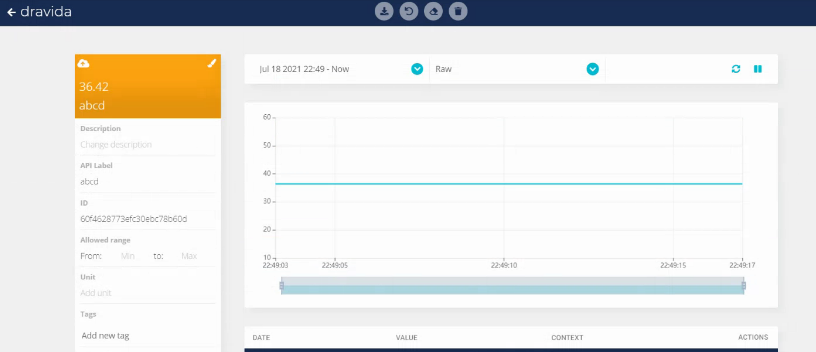 dravida
36.42
abcd
Description
Change description
API Label
abcd
ID
60f4628773efc30ebc78b60d
Allowed range
From: Min to: Max
Unit
Add unit
Tags
Add new tag
Jul 18 2021 22:49 - Now
Raw
60
50
40
30
20
10
22:49:03 22:49:05 22:49:10 22:49:15 22:49:17
DATE VALUE CONTEXT ACTIONS